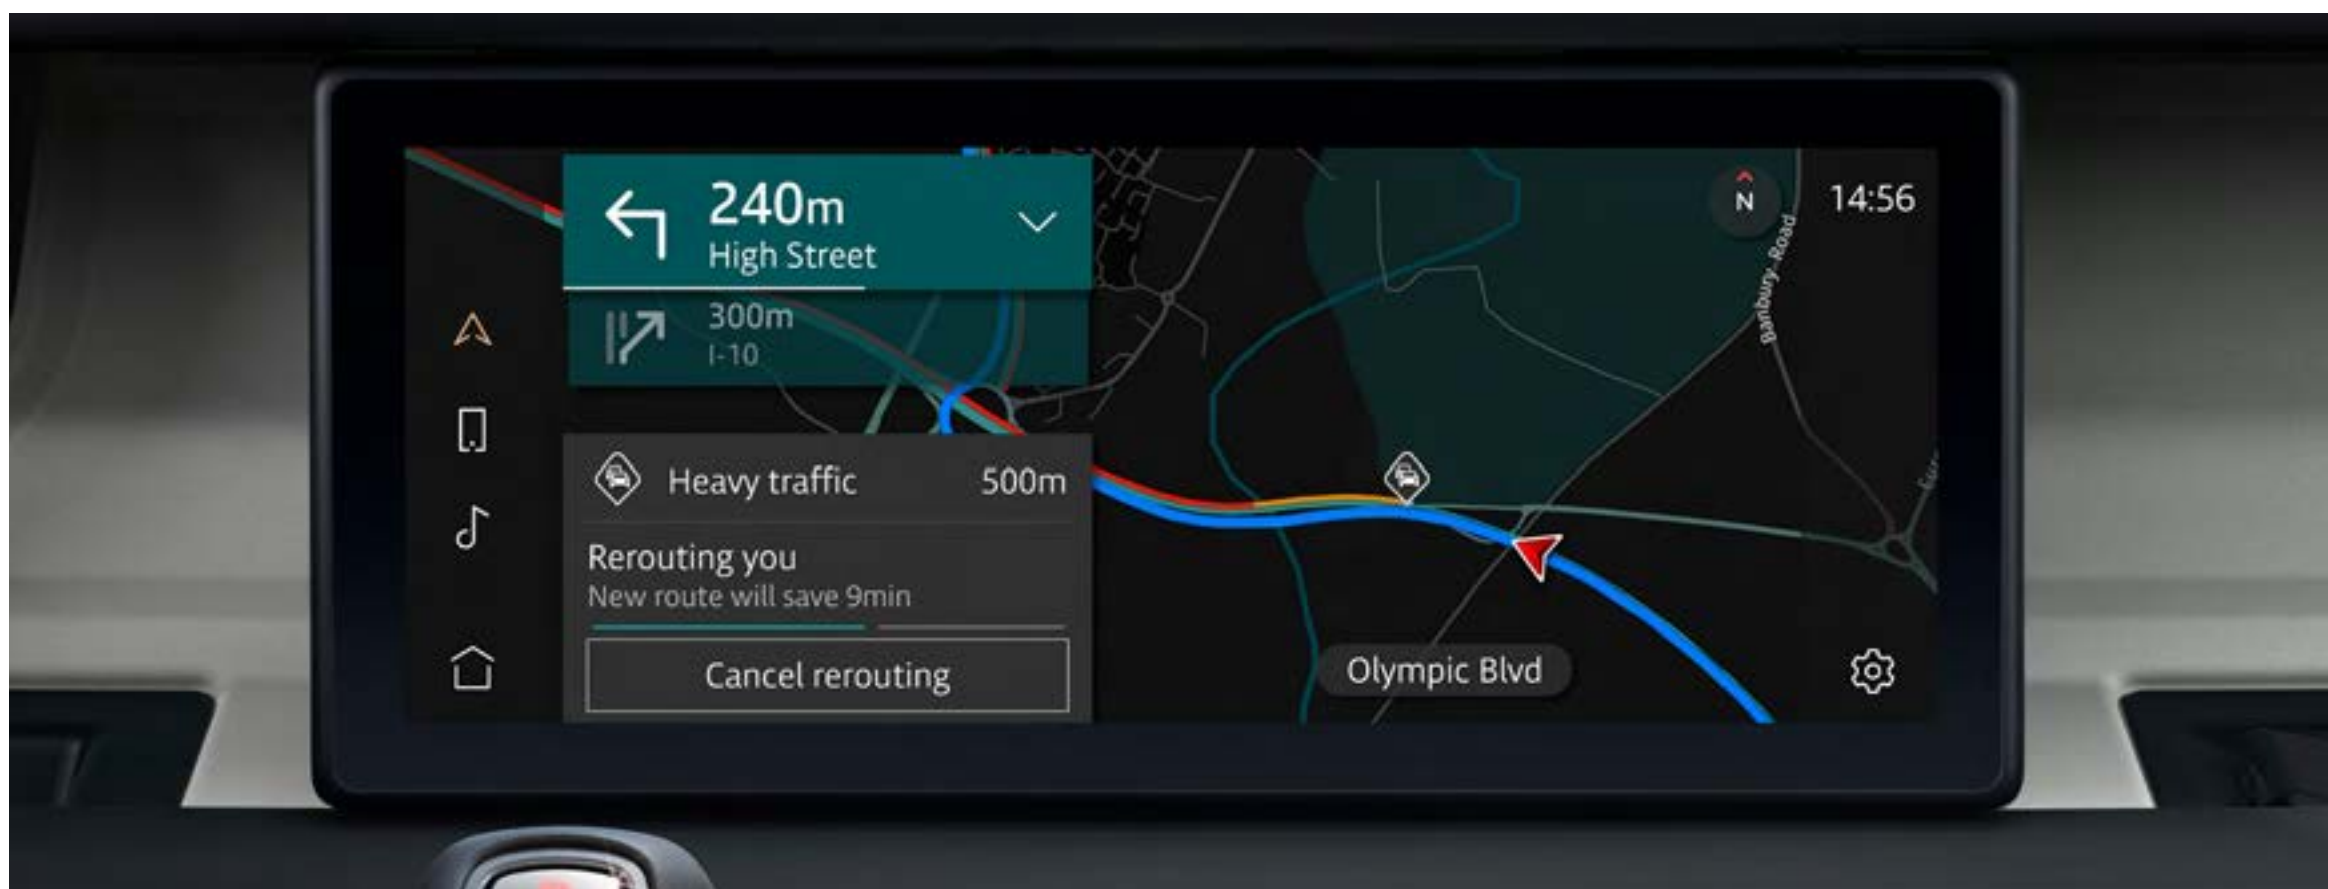 240m
High Street
300m
I-10
Heavy traffic 500m
Rerouting you
New route will save 9min
Cancel rerouting
N
14:56
Banbury Road
Olympic Blvd